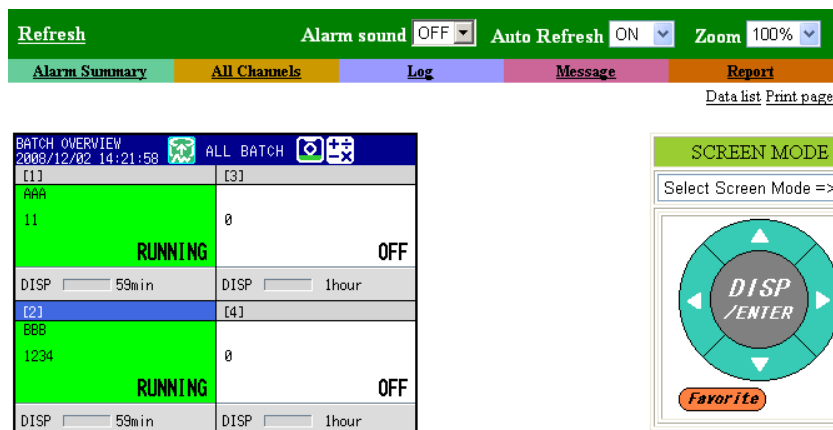 Refresh Alarm sound OFF Auto Refresh ON Zoom 100%
Alarm Summary All Channels Log Message Report
Data list Print page
BATCH OVERVIEW
2008/12/02 14:21:58 ALL BATCH
SCREEN MODE
[1] [3]
Select Screen Mode =>
AAA
11 0
RUNNING OFF
DISP 59min DISP 1hour
DISP
/ENTER
[2] [4]
BBB
1234 0
RUNNING OFF
Favorite
DISP 59min DISP 1hour